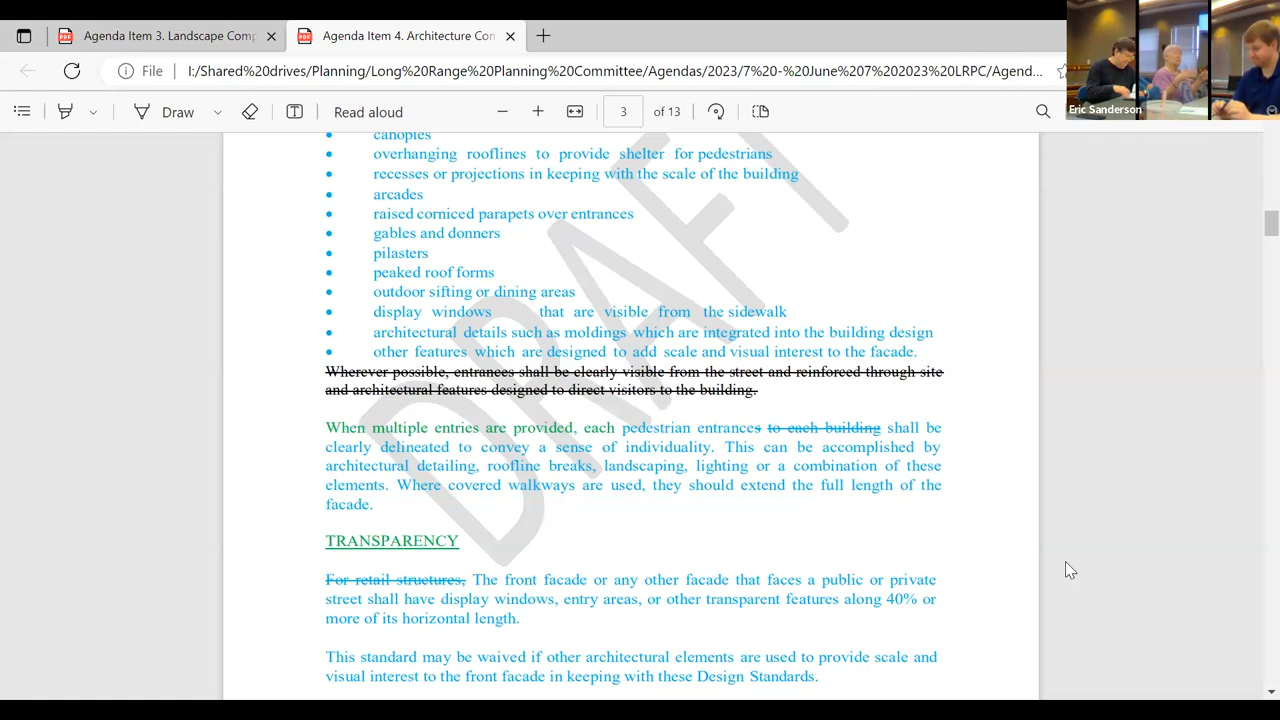 Agenda Item 3. Landscape Comp
Agenda Item 4. Architecture Con
File
I:/Shared%20drives/Planning/Long%20Range%20Planning%20Committee/Agendas/2023/7%20-%20June%207%202023%20LRPC/Agend...
Draw
Read aloud
3 of 13
Eric Sanderson
canopies
overhanging rooflines to provide shelter for pedestrians
recesses or projections in keeping with the scale of the building
arcades
raised corniced parapets over entrances
gables and donners
pilasters
peaked roof forms
outdoor sifting or dining areas
display windows that are visible from the sidewalk
architectural details such as moldings which are integrated into the building design
other features which are designed to add scale and visual interest to the facade.
Wherever possible, entrances shall be clearly visible from the street and reinforced through site
and architectural features designed to direct visitors to the building.
When multiple entries are provided, each pedestrian entrances to each building shall be
clearly delineated to convey a sense of individuality. This can be accomplished by
architectural detailing, roofline breaks, landscaping, lighting or a combination of these
elements. Where covered walkways are used, they should extend the full length of the
facade.
TRANSPARENCY
For retail structures, The front facade or any other facade that faces a public or private
street shall have display windows, entry areas, or other transparent features along 40% or
more of its horizontal length.
This standard may be waived if other architectural elements are used to provide scale and
visual interest to the front facade in keeping with these Design Standards.
DRAFT